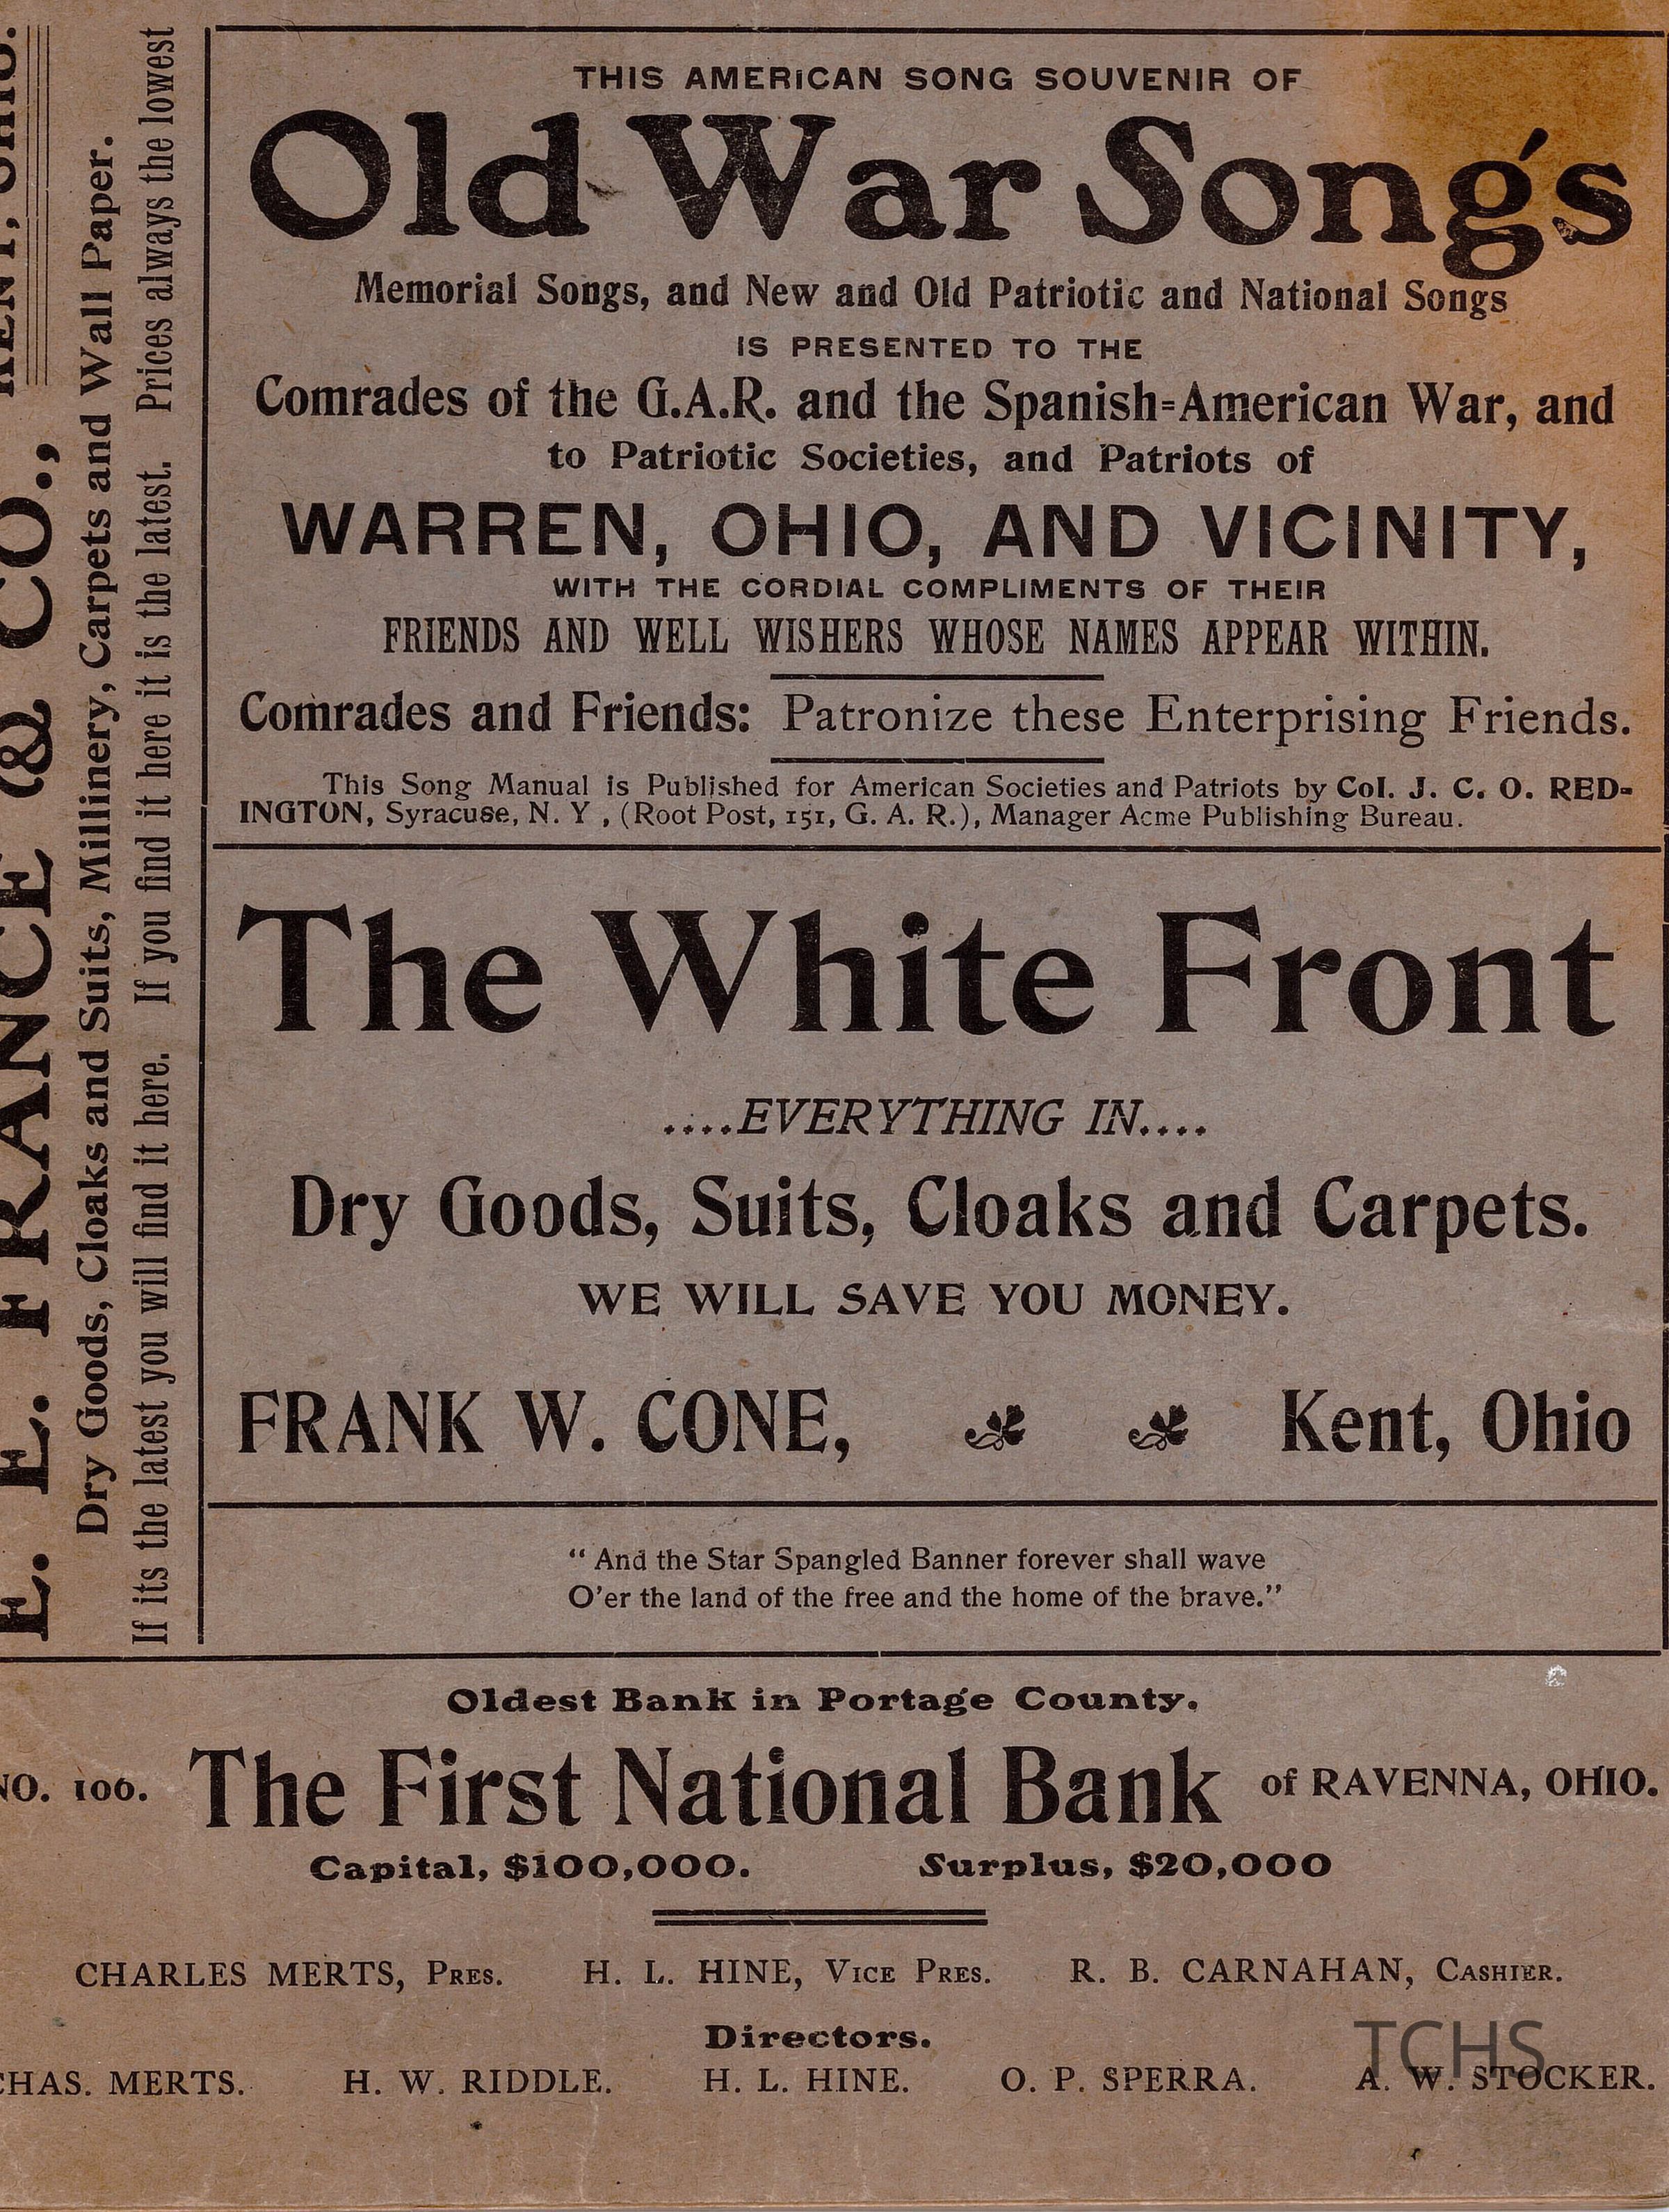 THIS AMERICAN SONG SOUVENIR OF
Old War Songs
Memorial Songs, and New and Old Patriotic and National Songs
IS PRESENTED TO THE
Comrades of the G.A.R. and the Spanish=American War, and
to Patriotic Societies, and Patriots of
WARREN, OHIO, AND VICINITY,
WITH THE CORDIAL COMPLIMENTS OF THEIR
FRIENDS AND WELL WISHERS WHOSE NAMES APPEAR WITHIN.
Comrades and Friends: Patronize these Enterprising Friends.
This Song Manual is Published for American Societies and Patriots by Col. J. C. O. RED-
INGTON, Syracuse, N. Y , (Root Post, 151, G. A. R.), Manager Acme Publishing Bureau.
The White Front
....EVERYTHING IN....
Dry Goods, Suits, Cloaks and Carpets.
WE WILL SAVE YOU MONEY.
FRANK W. CONE, Kent, Ohio
“ And the Star Spangled Banner forever shall wave
O’er the land of the free and the home of the brave.”
E. E. FRANCE & CO., KENT, OHIO.
Dry Goods, Cloaks and Suits, Millinery, Carpets and Wall Paper.
If its the latest you will find it here. If you find it here it is the latest. Prices always the lowest
Oldest Bank in Portage County.
NO. 106. The First National Bank of RAVENNA, OHIO.
Capital, $100,000. Surplus, $20,000
CHARLES MERTS, PRES. H. L. HINE, VICE PRES. R. B. CARNAHAN, CASHIER.
Directors.
CHAS. MERTS. H. W. RIDDLE. H. L. HINE. O. P. SPERRA. A. W. STOCKER.
TCHS